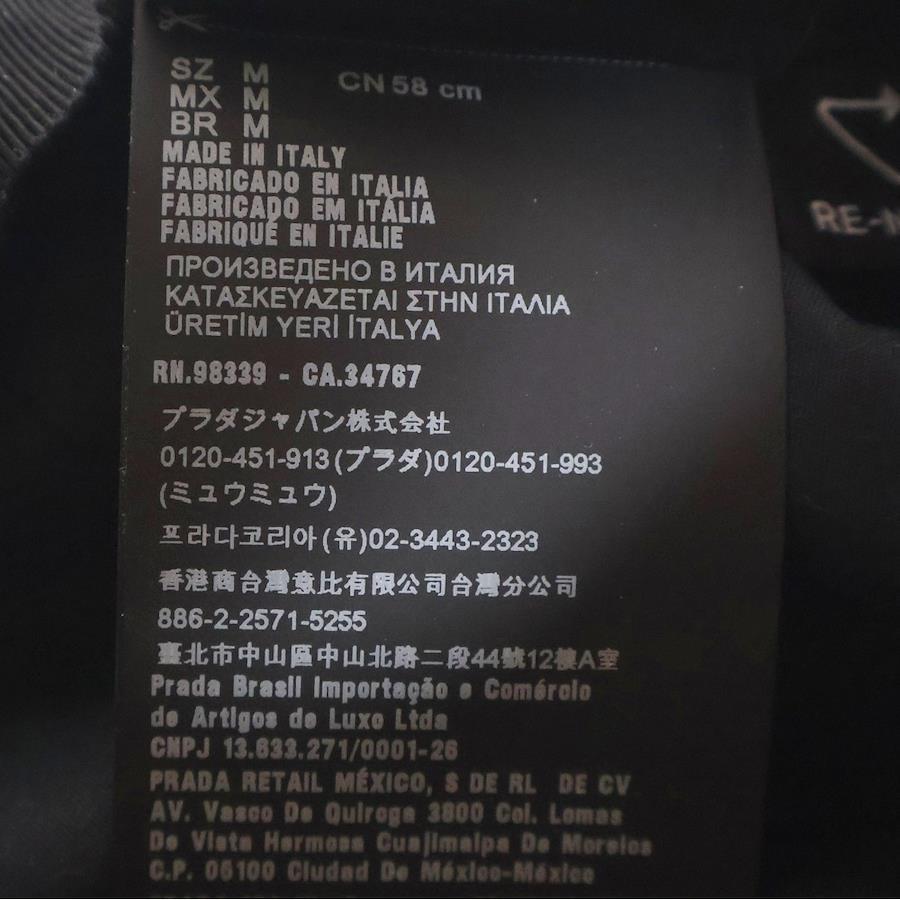 SZ M CN 58 cm
MX M
BR M
MADE IN ITALY
FABRICADO EN ITALIA
FABRICADO EM ITÁLIA
FABRIQUÉ EN ITALIE
ПРОИЗВЕДЕНО В ИТАЛИЯ
ΚΑΤΑΣΚΕΥΑΖΕΤΑΙ ΣΤΗΝ ΙΤΑΛΙΑ
ÜRETİM YERİ İTALYA
RN.98339 - CA.34767
プラダジャパン株式会社
0120-451-913(プラダ)0120-451-993
(ミュウミュウ)
프라다코리아(유)02-3443-2323
香港商台灣意比有限公司台灣分公司
886-2-2571-5255
臺北市中山區中山北路二段44號12樓A室
Prada Brasil Importação e Comércio
de Artigos de Luxo Ltda
CNPJ 13.633.271/0001-26
PRADA RETAIL MÉXICO, S DE RL DE CV
AV. Vasco De Quiroga 3800 Col. Lomas
De Vista Hermosa Cuajimalpa De Morelos
C.P. 05100 Ciudad De México-México